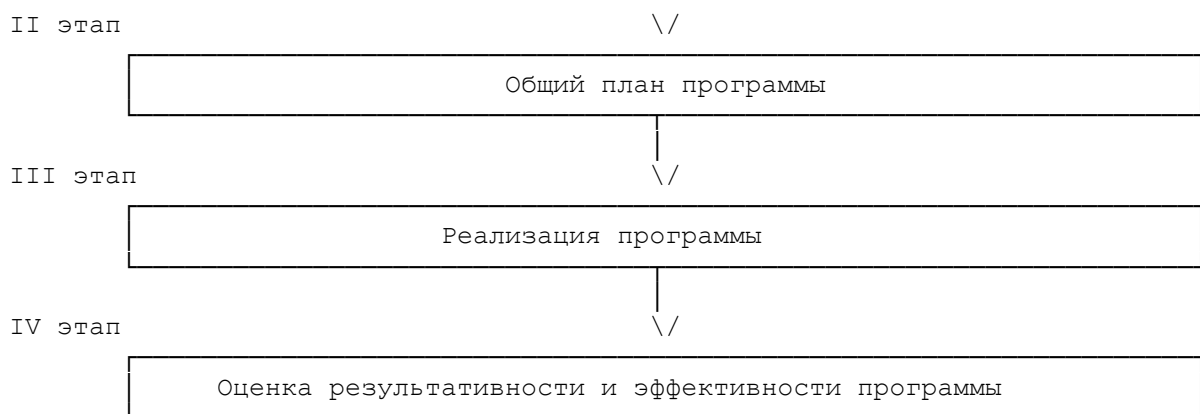 II этап
\/
Общий план программы
III этап
\/
Реализация программы
IV этап
\/
Оценка результативности и эффективности программы